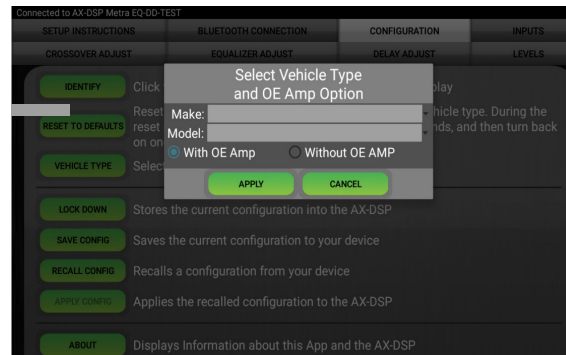 Connected to AX-DSP Metra EQ-DD-TEST
SETUP INSTRUCTIONS
BLUETOOTH CONNECTION
CONFIGURATION
INPUTS
CROSSOVER ADJUST
EQUALIZER ADJUST
DELAY ADJUST
LEVELS
Select Vehicle Type
and OE Amp Option
Make:
Model:
With OE Amp
Without OE AMP
APPLY
CANCEL
IDENTIFY
Click
play
RESET TO DEFAULTS
Reset
hicle type. During the
reset
nds, and then turn back
on on
VEHICLE TYPE
Select
LOCK DOWN
Stores the current configuration into the AX-DSP
SAVE CONFIG
Saves the current configuration to your device
RECALL CONFIG
Recalls a configuration from your device
APPLY CONFIG
Applies the recalled configuration to the AX-DSP
ABOUT
Displays Information about this App and the AX-DSP